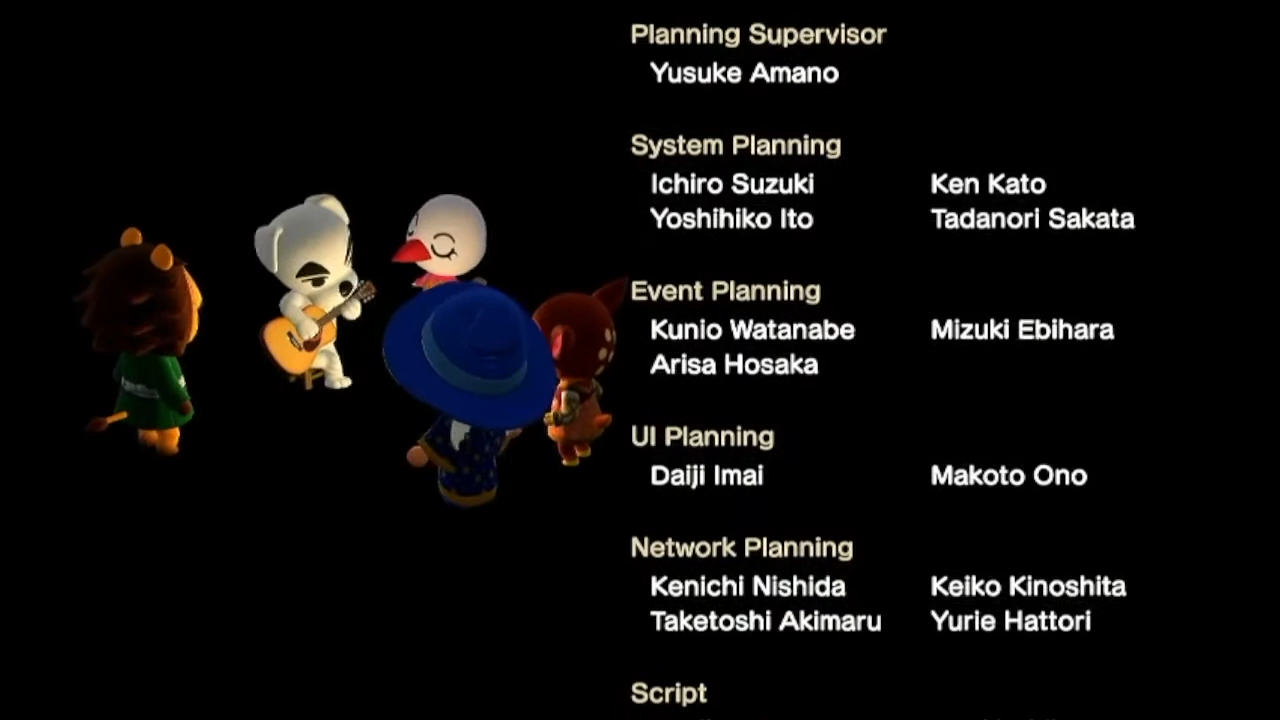 Planning Supervisor
Yusuke Amano
System Planning
Ichiro Suzuki Ken Kato
Yoshihiko Ito Tadanori Sakata
Event Planning
Kunio Watanabe Mizuki Ebihara
Arisa Hosaka
UI Planning
Daiji Imai Makoto Ono
Network Planning
Kenichi Nishida Keiko Kinoshita
Taketoshi Akimaru Yurie Hattori
Script